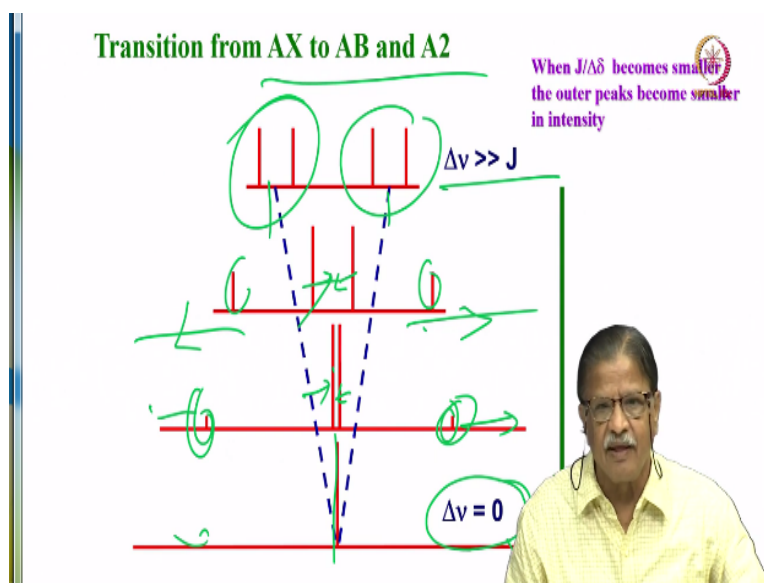 Transition from AX to AB and A2
When J/Δδ becomes smaller
the outer peaks become smaller
in intensity
Δν >> J
Δν = 0